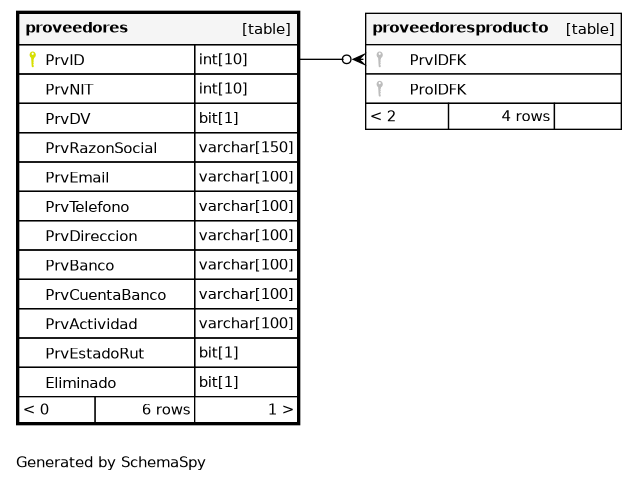 proveedores [table]
PrvID int[10]
PrvNIT int[10]
PrvDV bit[1]
PrvRazonSocial varchar[150]
PrvEmail varchar[100]
PrvTelefono varchar[100]
PrvDireccion varchar[100]
PrvBanco varchar[100]
PrvCuentaBanco varchar[100]
PrvActividad varchar[100]
PrvEstadoRut bit[1]
Eliminado bit[1]
< 0 6 rows 1 >
proveedoresproducto [table]
PrvIDFK
ProIDFK
< 2 4 rows
Generated by SchemaSpy